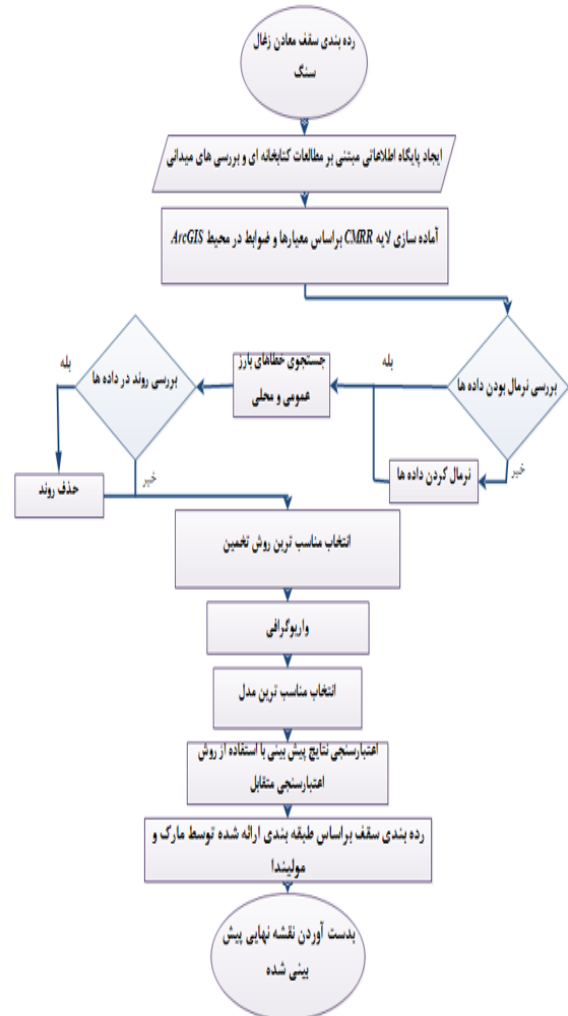 رده بندی سقف معادن زغال
سنگ
ایجاد پایگاه اطلاعاتی مبتنی بر مطالعات کتابخانه ای و بررسی های میدانی
آماده سازی لایه CMRR براساس معیارها و ضوابط در محیط ArcGIS
بررسی نرمال بودن داده ها
بله
خیر
نرمال کردن داده ها
جستجوی خطاهای بارز
عمومی و محلی
بررسی روند در داده ها
بله
خیر
حذف روند
انتخاب مناسب ترین روش تخمین
واریوگرافی
انتخاب مناسب ترین مدل
اعتبارسنجی نتایج پیش بینی با استفاده از روش
اعتبارسنجی متقابل
رده بندی سقف براساس طبقه بندی ارائه شده توسط مارک و
مولیندا
بدست آوردن نقشه نهایی پیش
بینی شده